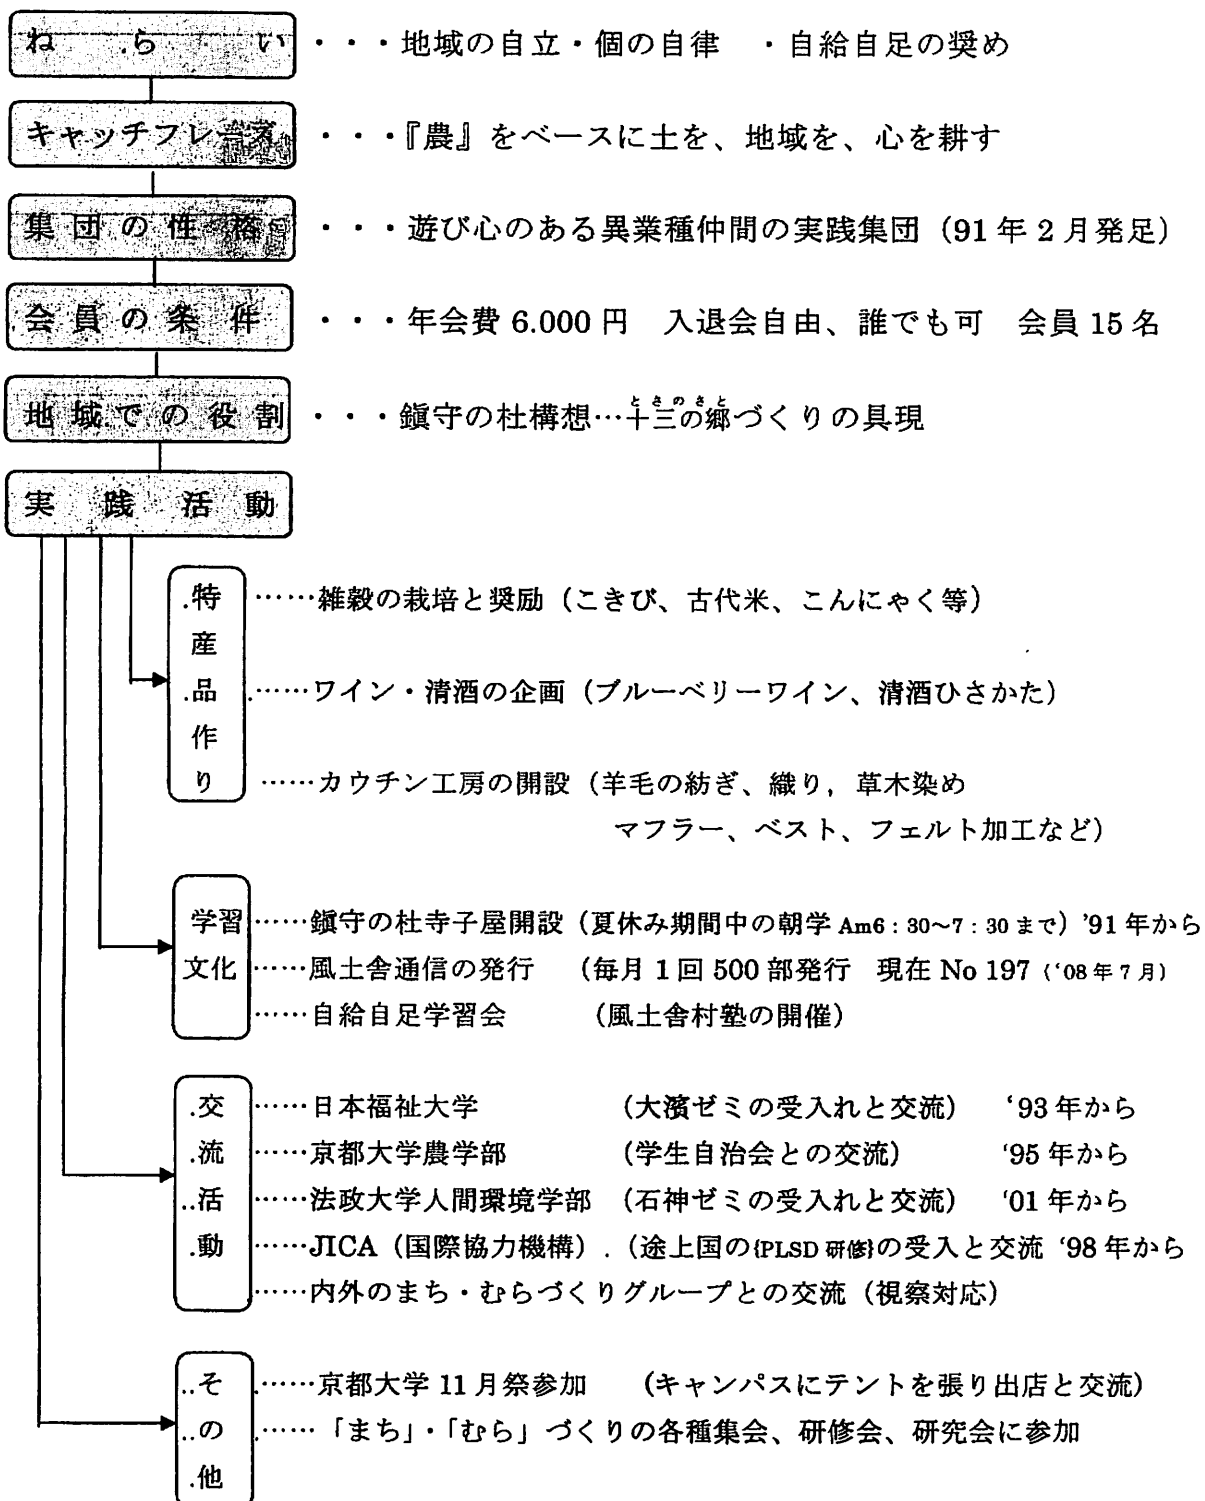 ねらい・・・地域の自立・個の自律　・自給自足の奨め
キャッチフレーズ・・・『農』をベースに土を、地域を、心を耕す
集団の性格・・・遊び心のある異業種仲間の実践集団（91年2月発足）
会員の条件・・・年会費 6.000円　入退会自由、誰でも可　会員15名
地域での役割・・・鎮守の杜構想…十三の郷づくりの具現
実践活動
特産品作り
……雑穀の栽培と奨励（こきび、古代米、こんにゃく等）
……ワイン・清酒の企画（ブルーベリーワイン、清酒ひさかた）
……カウチン工房の開設（羊毛の紡ぎ、織り，草木染め
マフラー、ベスト、フェルト加工など）
学習文化
……鎮守の杜寺子屋開設（夏休み期間中の朝学 Am6：30～7：30まで）'91年から
……風土舎通信の発行　（毎月1回500部発行　現在 No 197（‘08年7月）
……自給自足学習会　（風土舎村塾の開催）
交流活動
……日本福祉大学　（大濱ゼミの受入れと交流）　‘93年から
……京都大学農学部　（学生自治会との交流）　‘95年から
……法政大学人間環境学部　（石神ゼミの受入れと交流）　‘01年から
……JICA（国際協力機構）．（途上国の{PLSD研修}の受入と交流 ‘98年から
……内外のまち・むらづくりグループとの交流（視察対応）
その他
……京都大学11月祭参加　（キャンパスにテントを張り出店と交流）
……「まち」・「むら」づくりの各種集会、研修会、研究会に参加